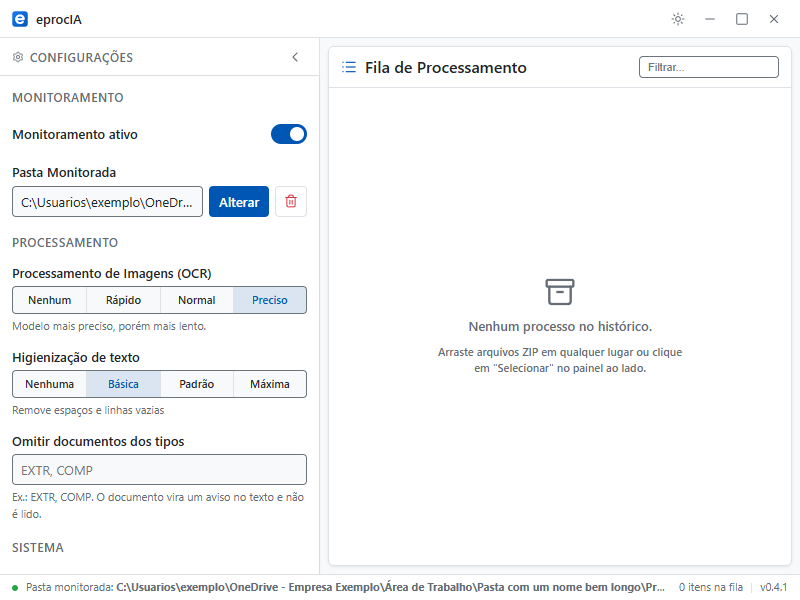 eprocIA
CONFIGURAÇÕES
MONITORAMENTO
Monitoramento ativo
Pasta Monitorada
C:\Usuarios\exemplo\OneDr...
Alterar
PROCESSAMENTO
Processamento de Imagens (OCR)
Nenhum Rápido Normal Preciso
Modelo mais preciso, porém mais lento.
Higienização de texto
Nenhuma Básica Padrão Máxima
Remove espaços e linhas vazias
Omitir documentos dos tipos
EXTR, COMP
Ex.: EXTR, COMP. O documento vira um aviso no texto e não
é lido.
SISTEMA
Fila de Processamento
Filtrar...
Nenhum processo no histórico.
Arraste arquivos ZIP em qualquer lugar ou clique
em "Selecionar" no painel ao lado.
Pasta monitorada: C:\Usuarios\exemplo\OneDrive - Empresa Exemplo\Área de Trabalho\Pasta com um nome bem longo\Pr...
0 itens na fila
v0.4.1